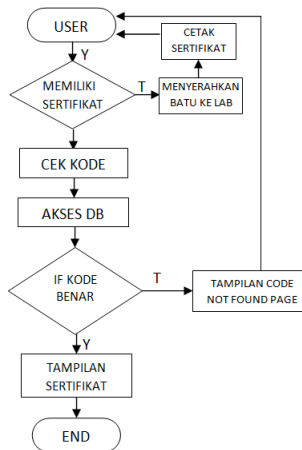 USER
CETAK
SERTIFIKAT
Y
MEMILIKI
SERTIFIKAT
T
MENYERAHKAN
BATU KE LAB
CEK KODE
AKSES DB
IF KODE
BENAR
T
TAMPILAN CODE
NOT FOUND PAGE
Y
TAMPILAN
SERTIFIKAT
END